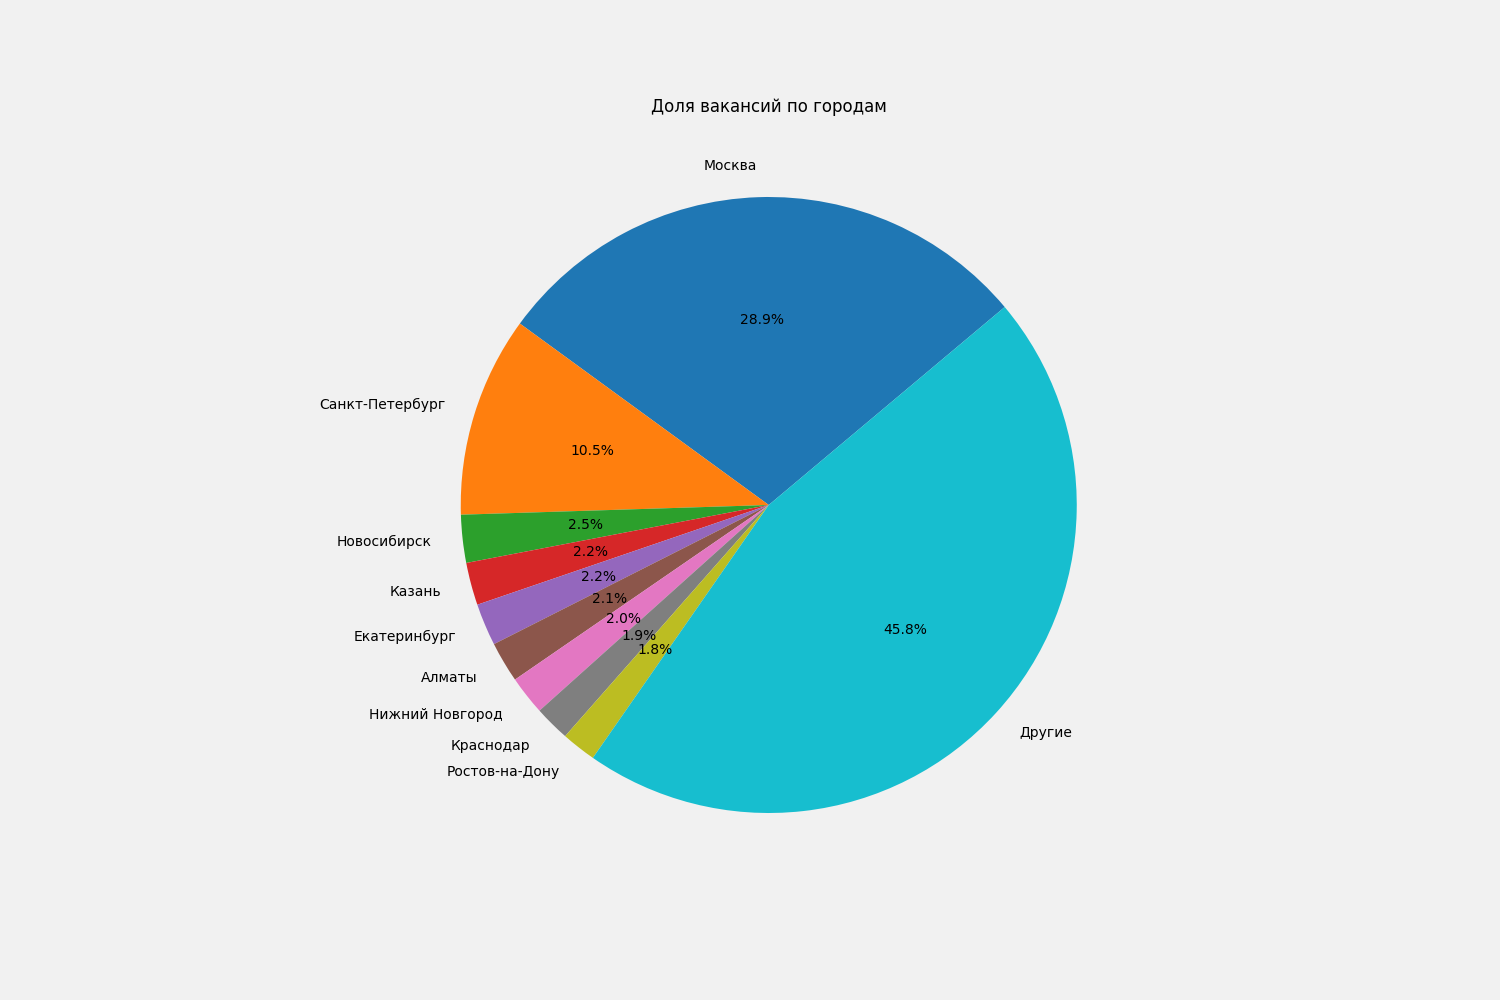 Доля вакансий по городам
Москва
28.9%
Санкт-Петербург
10.5%
Новосибирск
2.5%
Казань
2.2%
Екатеринбург
2.2%
Алматы
2.1%
Нижний Новгород
2.0%
Краснодар
1.9%
Ростов-на-Дону
1.8%
Другие
45.8%